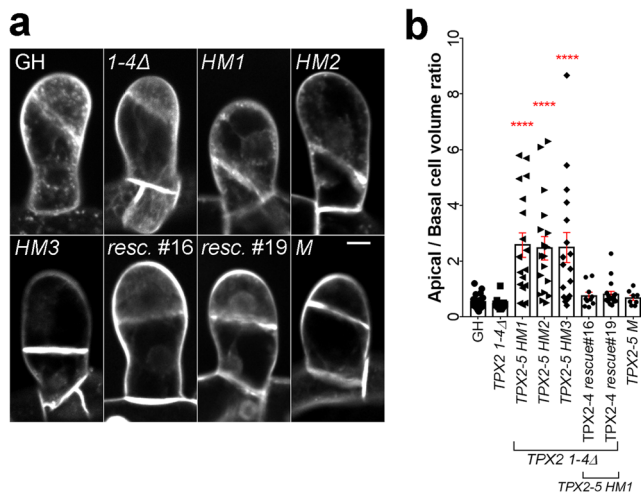 a
GH
1-4Δ
HM1
HM2
HM3
resc. #16
resc. #19
M
b
Apical / Basal cell volume ratio
10
8
6
4
2
0
****
****
****
GH
TPX2 1-4Δ
TPX2-5 HM1
TPX2-5 HM2
TPX2-5 HM3
TPX2-4 rescue#16
TPX2-4 rescue#19
TPX2-5 M
TPX2 1-4Δ
TPX2-5 HM1